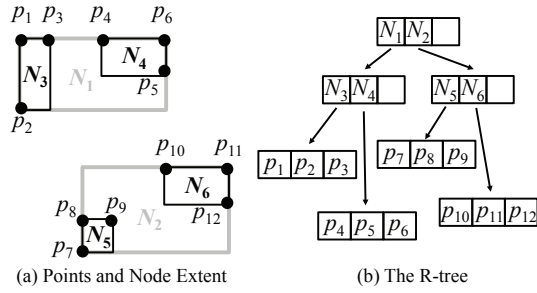 p1 p3 p4 p6
N3 N1 N4
p5
p2
p10 p11
N6
p8 p9 N2 p12
N5
p7
(a) Points and Node Extent
N1 N2
N3 N4 N5 N6
p1 p2 p3 p7 p8 p9
p4 p5 p6 p10 p11 p12
(b) The R-tree